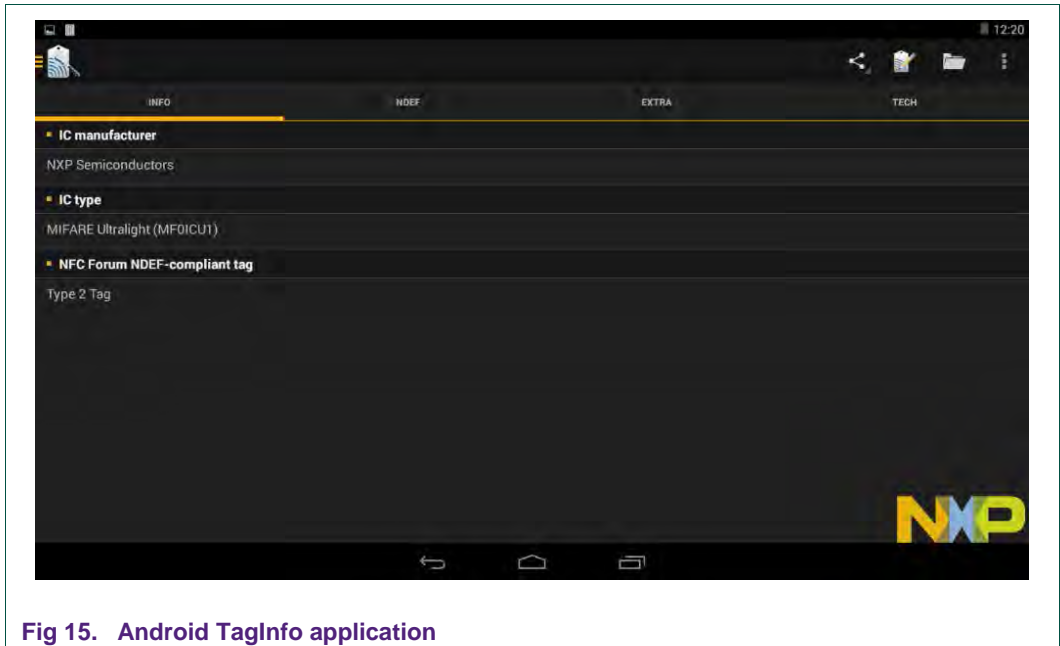 12:20
INFO NDEF EXTRA TECH
IC manufacturer
NXP Semiconductors
IC type
MIFARE Ultralight (MF0ICU1)
NFC Forum NDEF-compliant tag
Type 2 Tag
NXP
Fig 15. Android TagInfo application